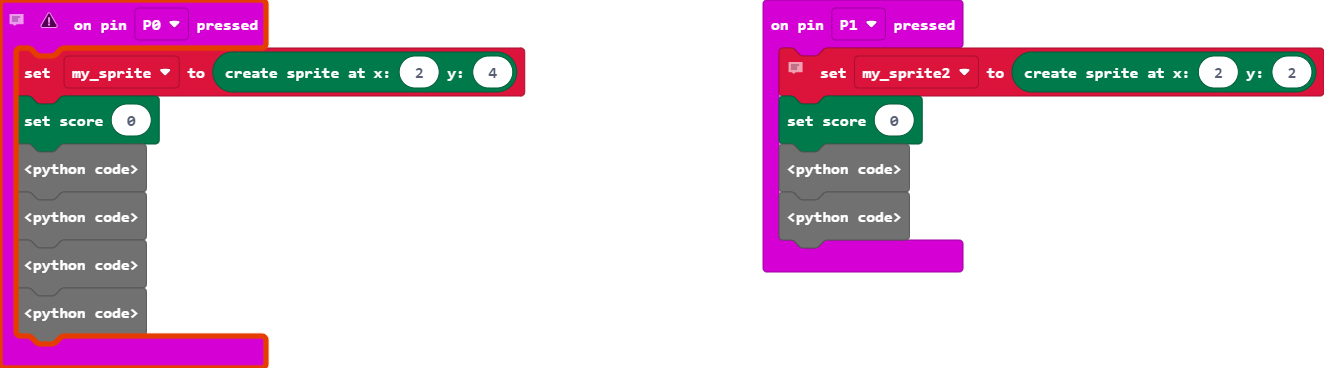 on pin P0 pressed
set my_sprite to create sprite at x: 2 y: 4
set score 0
<python code>
<python code>
<python code>
<python code>
on pin P1 pressed
set my_sprite2 to create sprite at x: 2 y: 2
set score 0
<python code>
<python code>